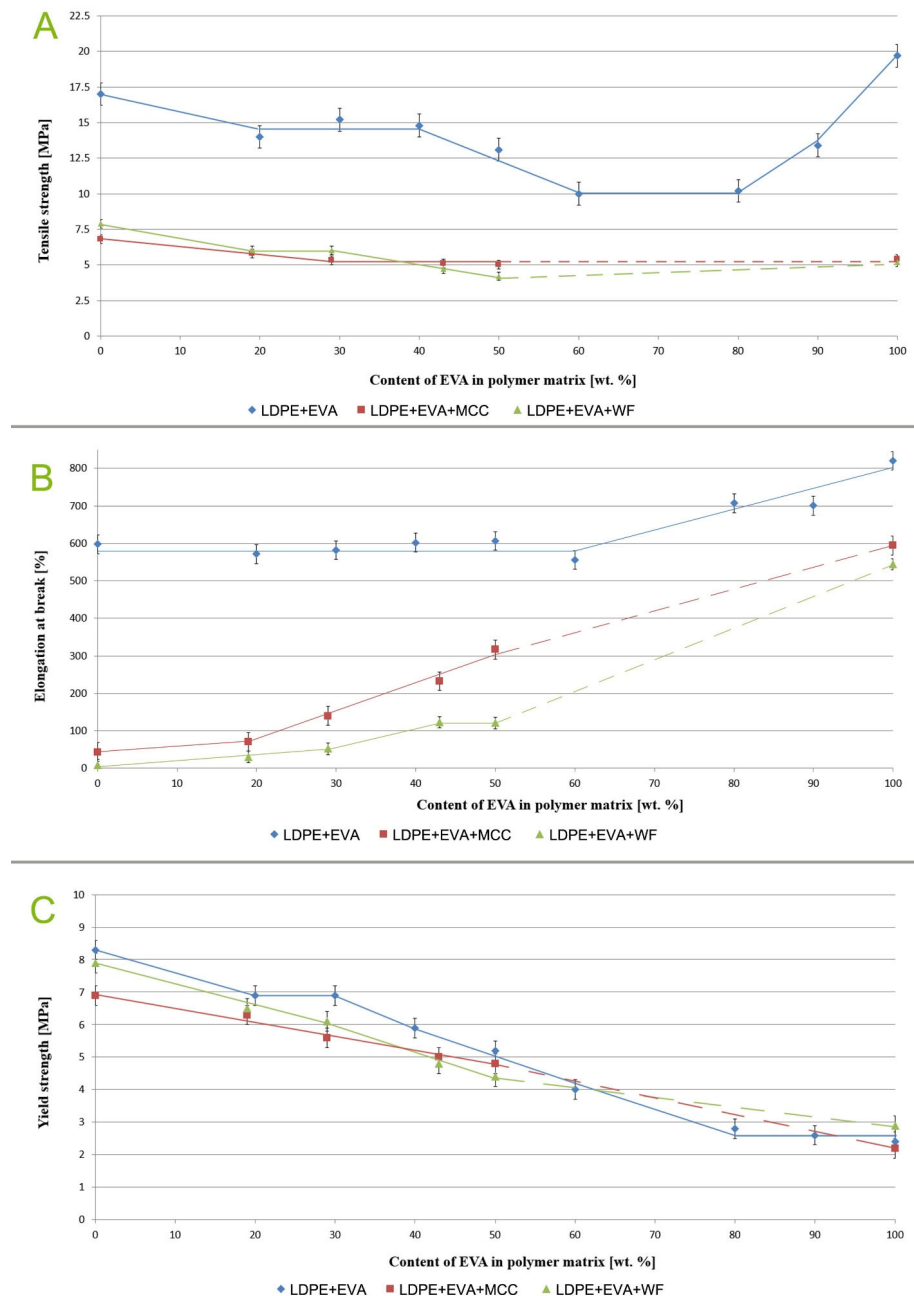 A
Tensile strength [MPa]
22.5
20
17.5
15
12.5
10
7.5
5
2.5
0
0 10 20 30 40 50 60 70 80 90 100
Content of EVA in polymer matrix [wt. %]
LDPE+EVA LDPE+EVA+MCC LDPE+EVA+WF
B
Elongation at break [%]
800
700
600
500
400
300
200
100
0
0 10 20 30 40 50 60 70 80 90 100
Content of EVA in polymer matrix [wt. %]
LDPE+EVA LDPE+EVA+MCC LDPE+EVA+WF
C
Yield strength [MPa]
10
9
8
7
6
5
4
3
2
1
0
0 10 20 30 40 50 60 70 80 90 100
Content of EVA in polymer matrix [wt. %]
LDPE+EVA LDPE+EVA+MCC LDPE+EVA+WF